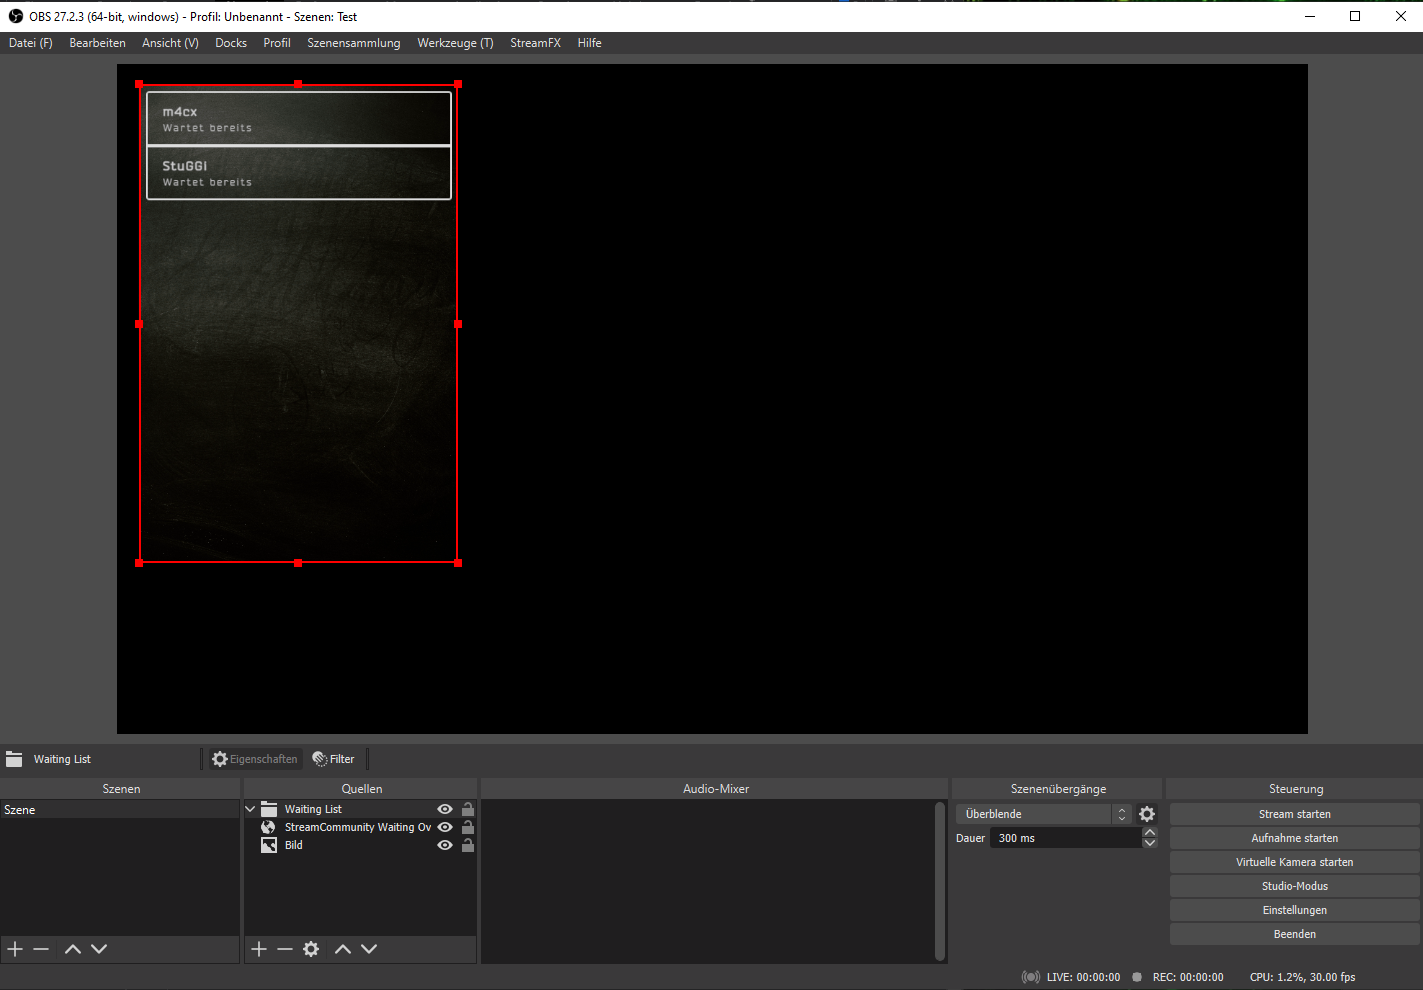 OBS 27.2.3 (64-bit, windows) - Profil: Unbenannt - Szenen: Test
Datei (F) Bearbeiten Ansicht (V) Docks Profil Szenensammlung Werkzeuge (T) StreamFX Hilfe
m4cx
Wartet bereits
StuGGi
Wartet bereits
Waiting List Eigenschaften Filter
Szenen Quellen Audio-Mixer Szenenübergänge Steuerung
Szene
Waiting List
StreamCommunity Waiting Ov
Bild
Überblende
Dauer 300 ms
Stream starten
Aufnahme starten
Virtuelle Kamera starten
Studio-Modus
Einstellungen
Beenden
LIVE: 00:00:00 REC: 00:00:00 CPU: 1.2%, 30.00 fps